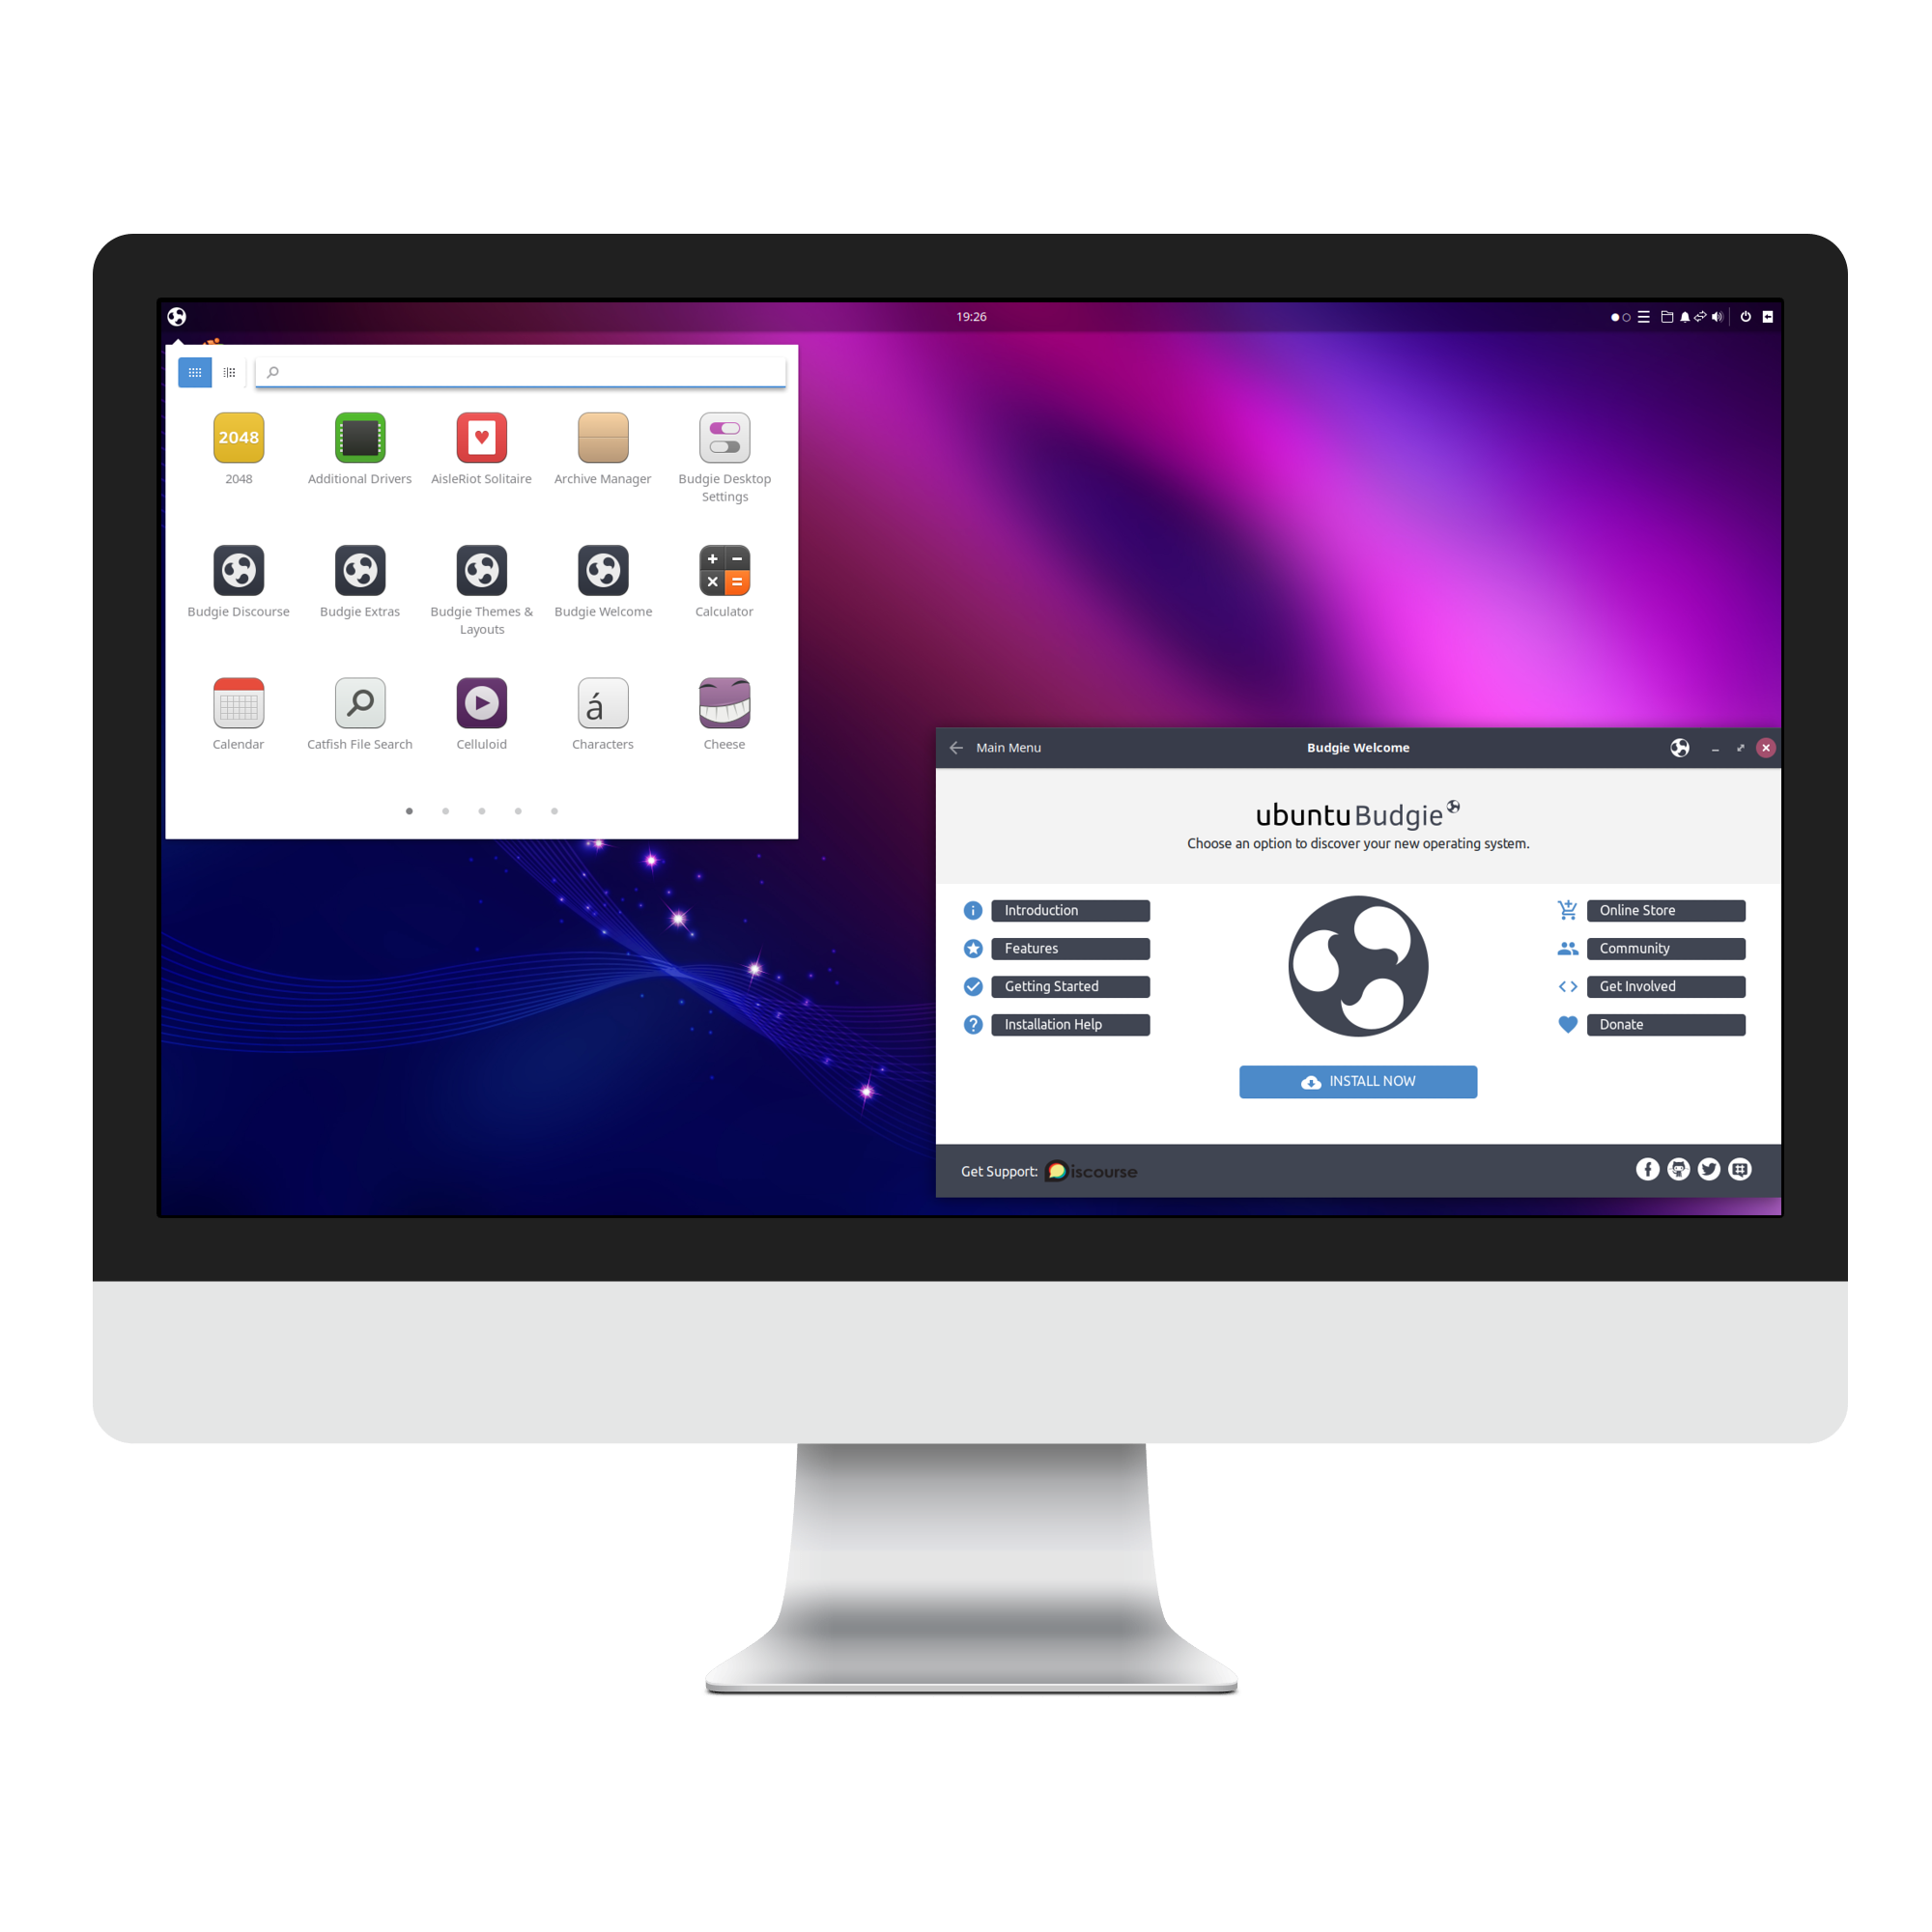 19:26
2048
2048
Additional Drivers
AisleRiot Solitaire
Archive Manager
Budgie Desktop
Settings
Budgie Discourse
Budgie Extras
Budgie Themes &
Layouts
Budgie Welcome
Calculator
Calendar
Catfish File Search
Celluloid
á
Characters
Cheese
Main Menu
Budgie Welcome
ubuntu Budgie
Choose an option to discover your new operating system.
Introduction
Features
Getting Started
Installation Help
Online Store
Community
Get Involved
Donate
INSTALL NOW
Get Support: Discourse